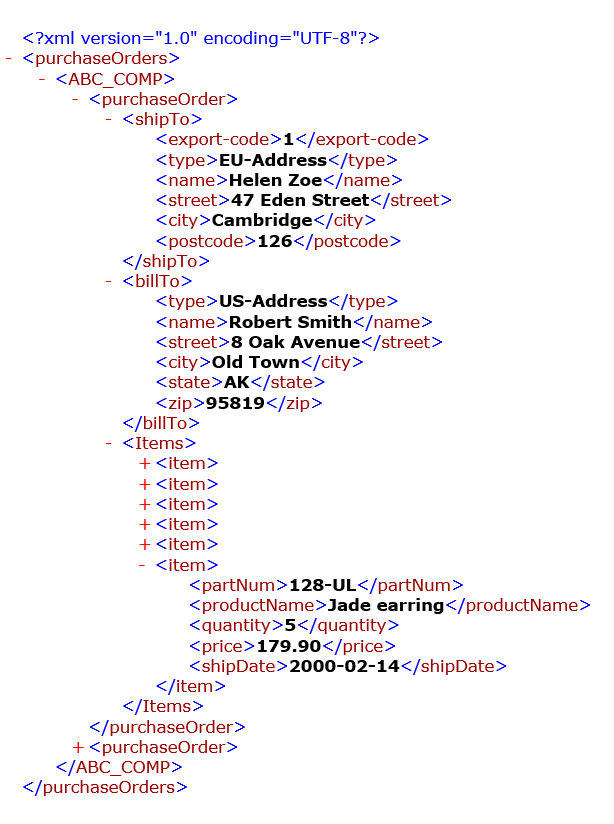 <?xml version="1.0" encoding="UTF-8"?>
- <purchaseOrders>
- <ABC_COMP>
- <purchaseOrder>
- <shipTo>
<export-code>1</export-code>
<type>EU-Address</type>
<name>Helen Zoe</name>
<street>47 Eden Street</street>
<city>Cambridge</city>
<postcode>126</postcode>
</shipTo>
- <billTo>
<type>US-Address</type>
<name>Robert Smith</name>
<street>8 Oak Avenue</street>
<city>Old Town</city>
<state>AK</state>
<zip>95819</zip>
</billTo>
- <Items>
+ <item>
+ <item>
+ <item>
+ <item>
+ <item>
- <item>
<partNum>128-UL</partNum>
<productName>Jade earring</productName>
<quantity>5</quantity>
<price>179.90</price>
<shipDate>2000-02-14</shipDate>
</item>
</Items>
</purchaseOrder>
+ <purchaseOrder>
</ABC_COMP>
</purchaseOrders>